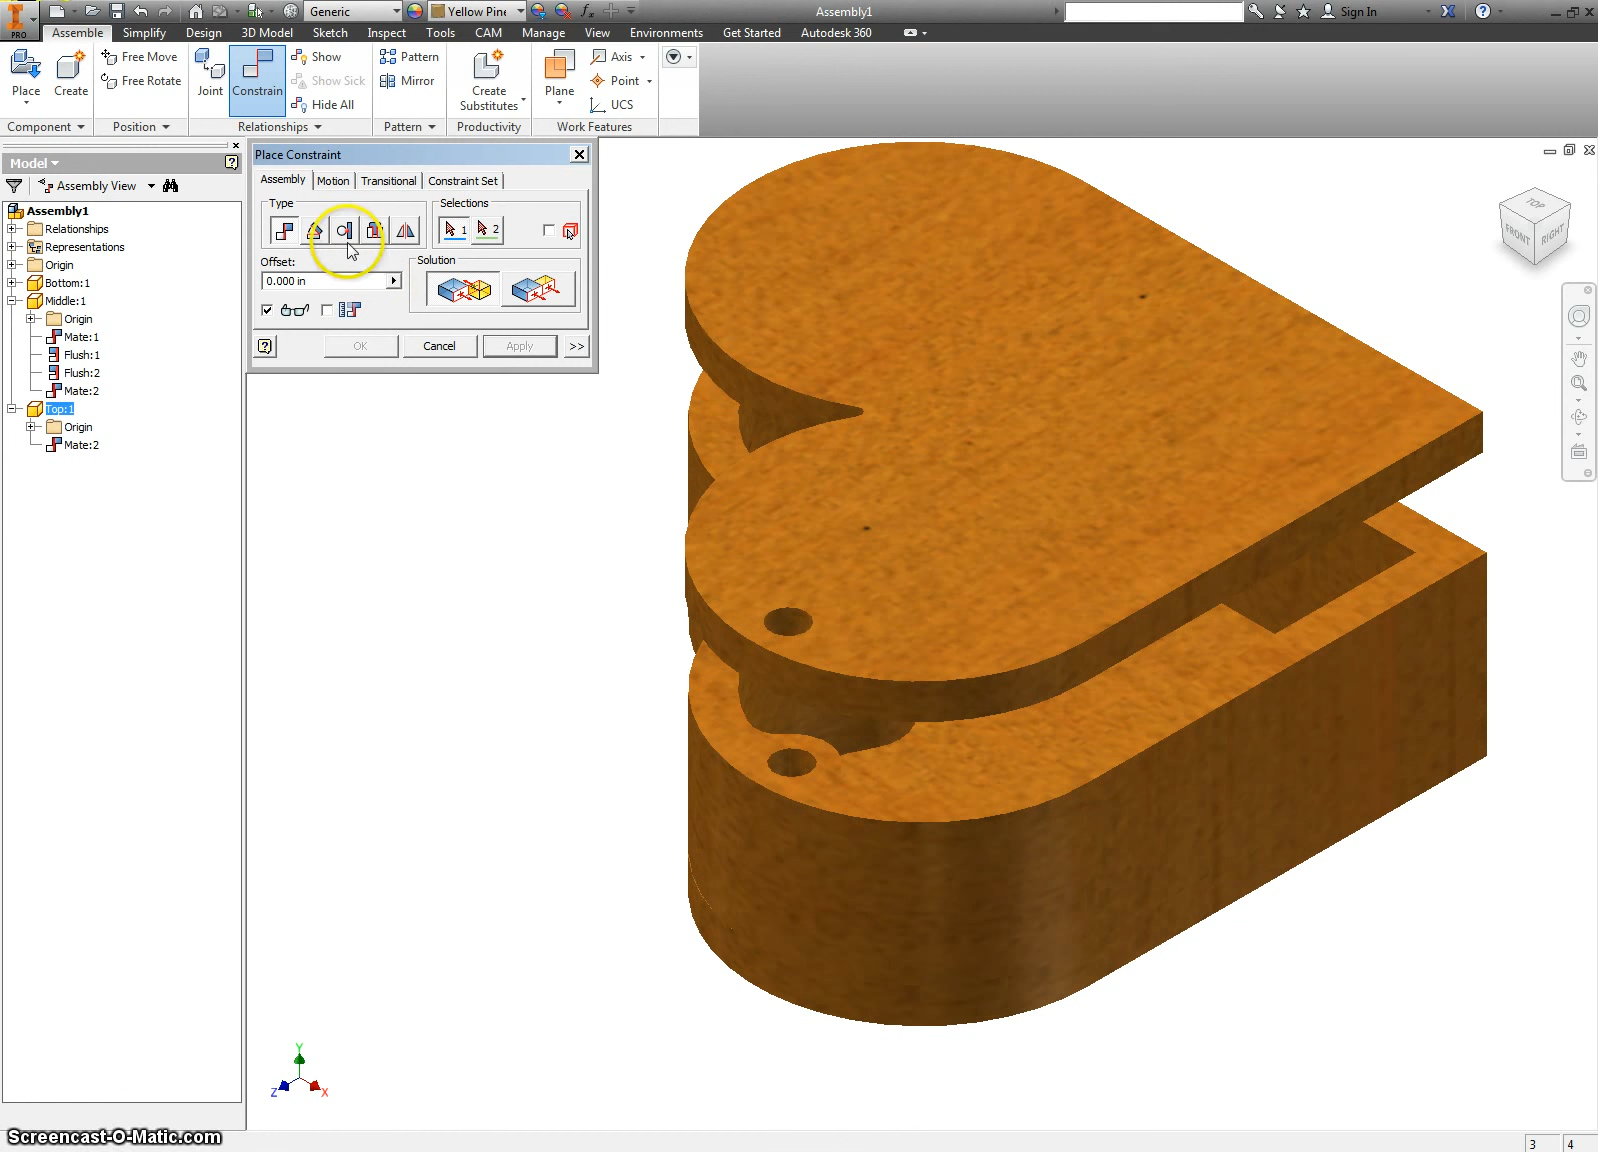 Generic
Yellow Pine
fx
Assembly1
Sign In
PRO
Assemble
Simplify
Design
3D Model
Sketch
Inspect
Tools
CAM
Manage
View
Environments
Get Started
Autodesk 360
Place
Create
Free Move
Free Rotate
Joint
Constrain
Show
Show Sick
Hide All
Pattern
Mirror
Create
Substitutes
Plane
Axis
Point
UCS
Component
Position
Relationships
Pattern
Productivity
Work Features
Model
Assembly View
Assembly1
Relationships
Representations
Origin
Bottom:1
Middle:1
Origin
Mate:1
Flush:1
Flush:2
Mate:2
Top:1
Origin
Mate:2
Place Constraint
Assembly
Motion
Transitional
Constraint Set
Type
Selections
1
2
Offset:
0.000 in
Solution
OK
Cancel
Apply
>>
TOP
FRONT
RIGHT
Y
Z
X
Screencast-O-Matic.com
3
4